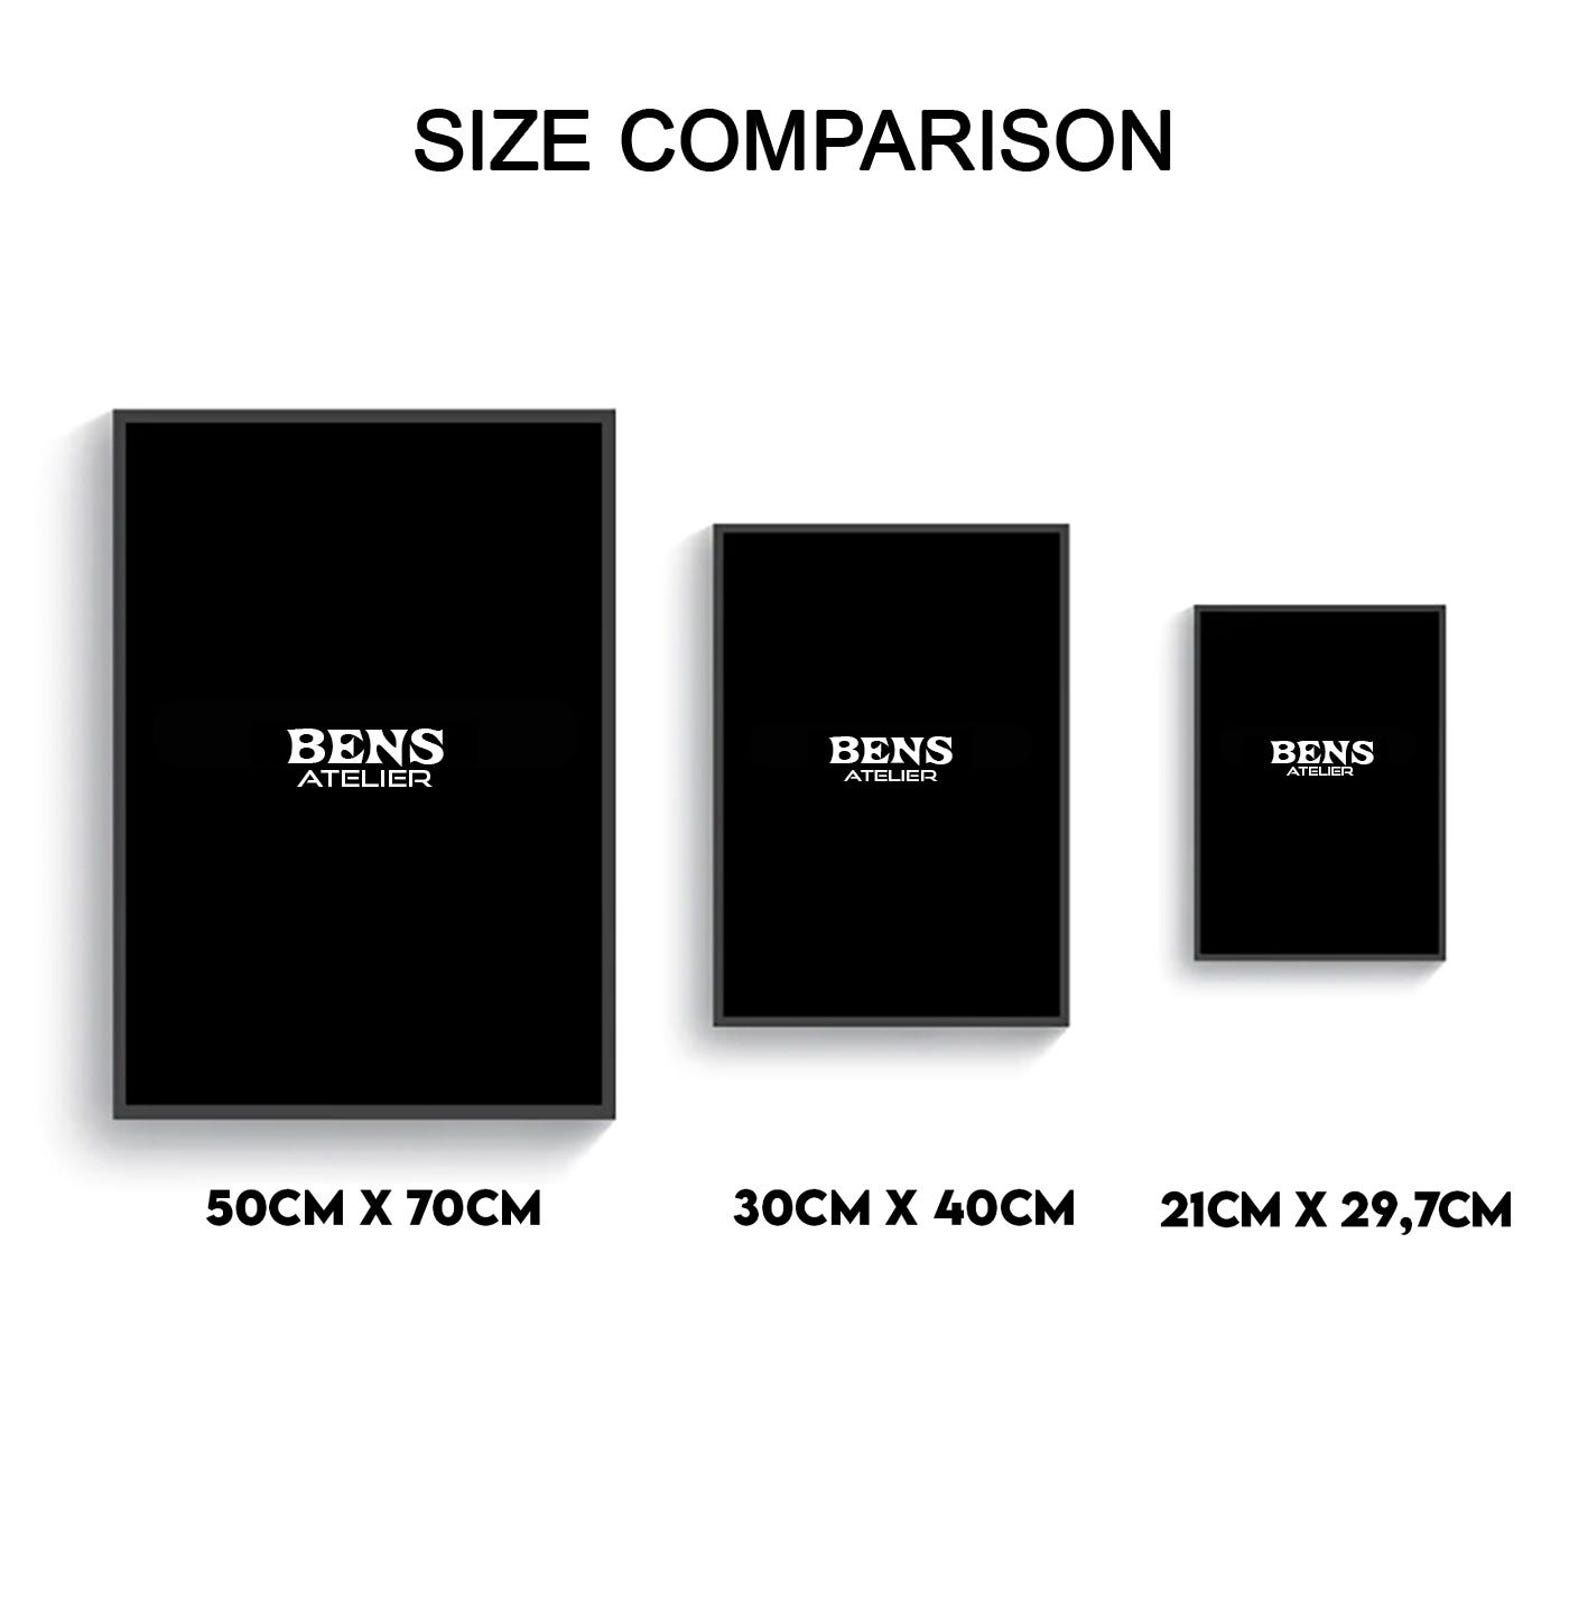 SIZE COMPARISON
BENS
ATELIER
BENS
ATELIER
BENS
ATELIER
50CM X 70CM
30CM X 40CM
21CM X 29,7CM